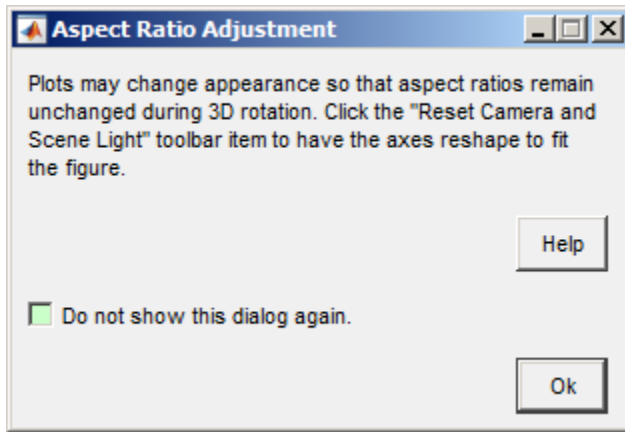 Aspect Ratio Adjustment
Plots may change appearance so that aspect ratios remain
unchanged during 3D rotation. Click the "Reset Camera and
Scene Light" toolbar item to have the axes reshape to fit
the figure.
Help
Do not show this dialog again.
Ok